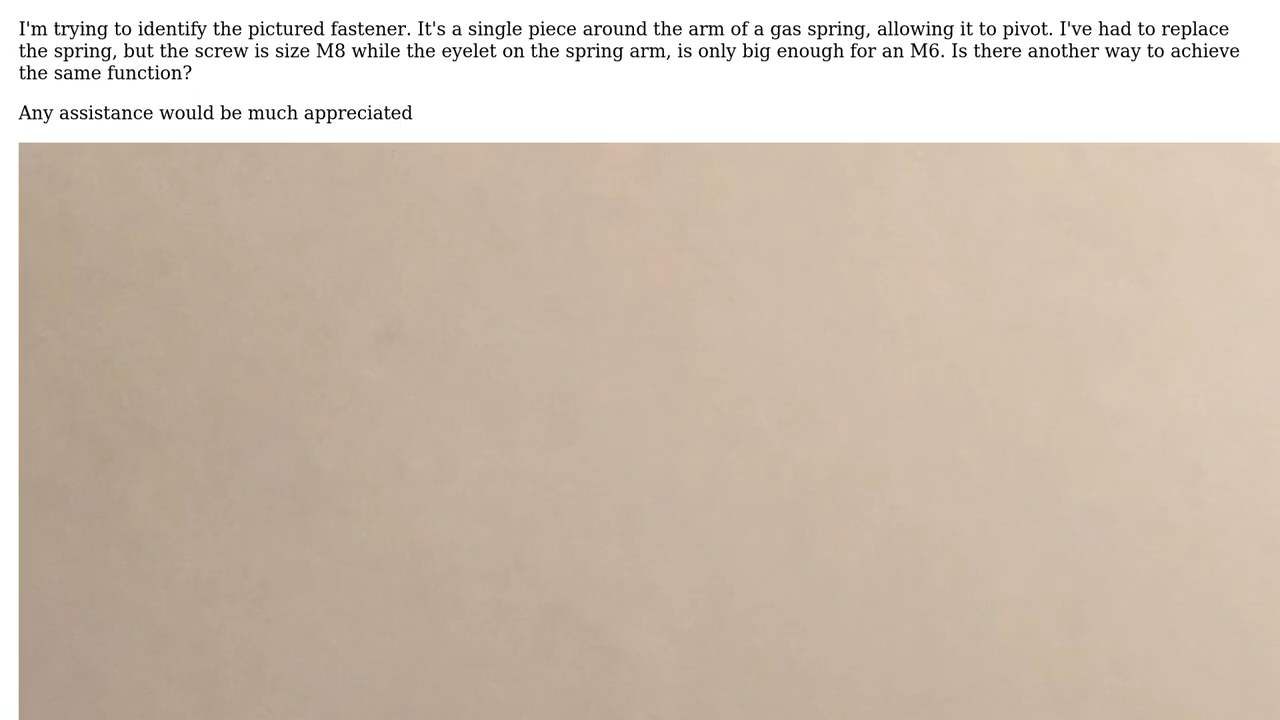 I'm trying to identify the pictured fastener. It's a single piece around the arm of a gas spring, allowing it to pivot. I've had to replace
the spring, but the screw is size M8 while the eyelet on the spring arm, is only big enough for an M6. Is there another way to achieve
the same function?
Any assistance would be much appreciated